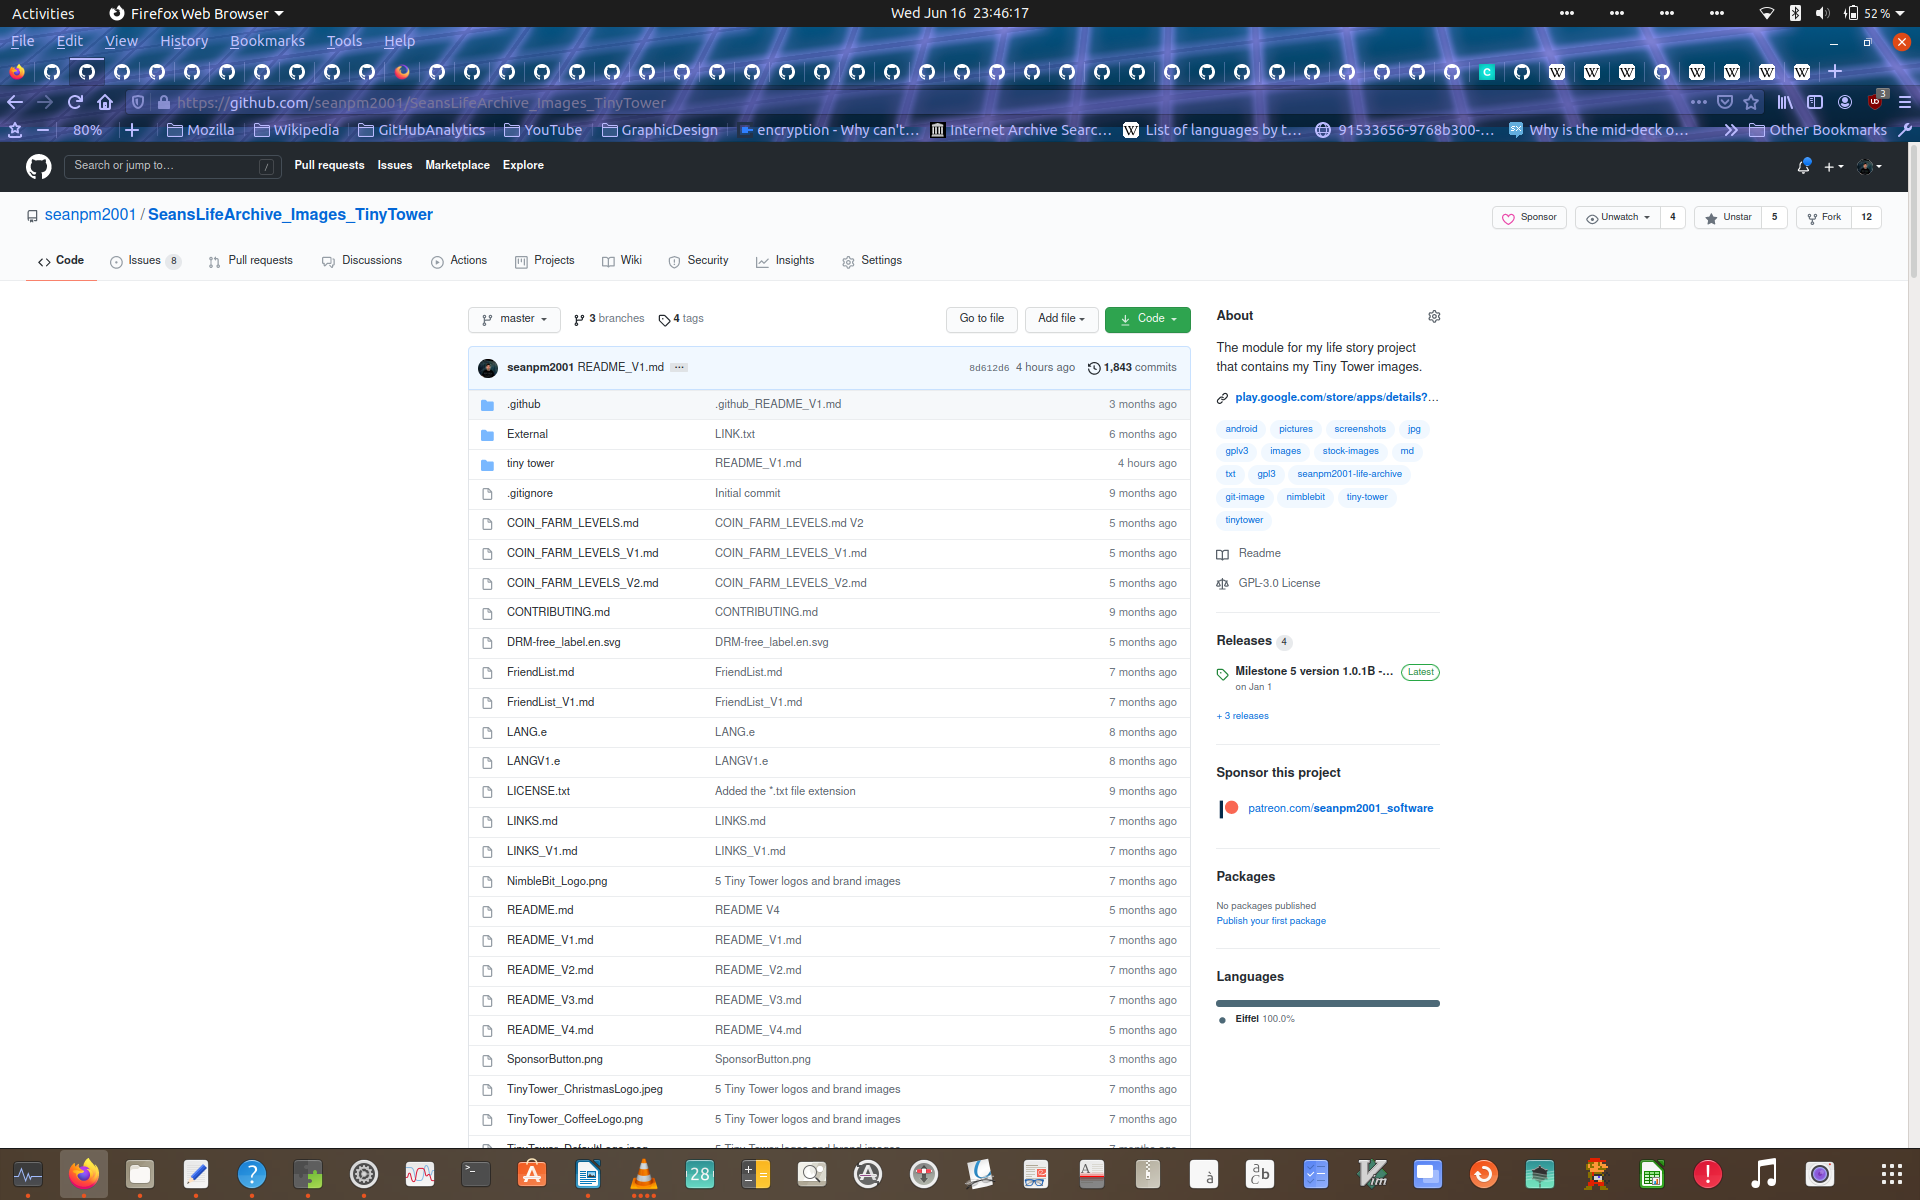 Activities Firefox Web Browser Wed Jun 16 23:46:17 52 %
File Edit View History Bookmarks Tools Help
https://github.com/seanpm2001/SeansLifeArchive_Images_TinyTower 3
80% Mozilla Wikipedia GitHubAnalytics YouTube GraphicDesign encryption - Why can't... Internet Archive Searc... List of languages by t... 91533656-9768b300-... Why is the mid-deck o... Other Bookmarks
Search or jump to... / Pull requests Issues Marketplace Explore
seanpm2001 / SeansLifeArchive_Images_TinyTower Sponsor Unwatch 4 Unstar 5 Fork 12
Code Issues 8 Pull requests Discussions Actions Projects Wiki Security Insights Settings
master 3 branches 4 tags Go to file Add file Code
seanpm2001 README_V1.md ... 8d612d6 4 hours ago 1,843 commits
.github .github_README_V1.md 3 months ago
External LINK.txt 6 months ago
tiny tower README_V1.md 4 hours ago
.gitignore Initial commit 9 months ago
COIN_FARM_LEVELS.md COIN_FARM_LEVELS.md V2 5 months ago
COIN_FARM_LEVELS_V1.md COIN_FARM_LEVELS_V1.md 5 months ago
COIN_FARM_LEVELS_V2.md COIN_FARM_LEVELS_V2.md 5 months ago
CONTRIBUTING.md CONTRIBUTING.md 9 months ago
DRM-free_label.en.svg DRM-free_label.en.svg 5 months ago
FriendList.md FriendList.md 7 months ago
FriendList_V1.md FriendList_V1.md 7 months ago
LANG.e LANG.e 8 months ago
LANGV1.e LANGV1.e 8 months ago
LICENSE.txt Added the *.txt file extension 9 months ago
LINKS.md LINKS.md 7 months ago
LINKS_V1.md LINKS_V1.md 7 months ago
NimbleBit_Logo.png 5 Tiny Tower logos and brand images 7 months ago
README.md README V4 5 months ago
README_V1.md README_V1.md 7 months ago
README_V2.md README_V2.md 7 months ago
README_V3.md README_V3.md 7 months ago
README_V4.md README_V4.md 5 months ago
SponsorButton.png SponsorButton.png 3 months ago
TinyTower_ChristmasLogo.jpeg 5 Tiny Tower logos and brand images 7 months ago
TinyTower_CoffeeLogo.png 5 Tiny Tower logos and brand images 7 months ago
About
The module for my life story project
that contains my Tiny Tower images.
play.google.com/store/apps/details?...
android pictures screenshots jpg
gplv3 images stock-images md
txt gpl3 seanpm2001-life-archive
git-image nimblebit tiny-tower
tinytower
Readme
GPL-3.0 License
Releases 4
Milestone 5 version 1.0.1B -... Latest
on Jan 1
+ 3 releases
Sponsor this project
patreon.com/seanpm2001_software
Packages
No packages published
Publish your first package
Languages
Eiffel 100.0%
28